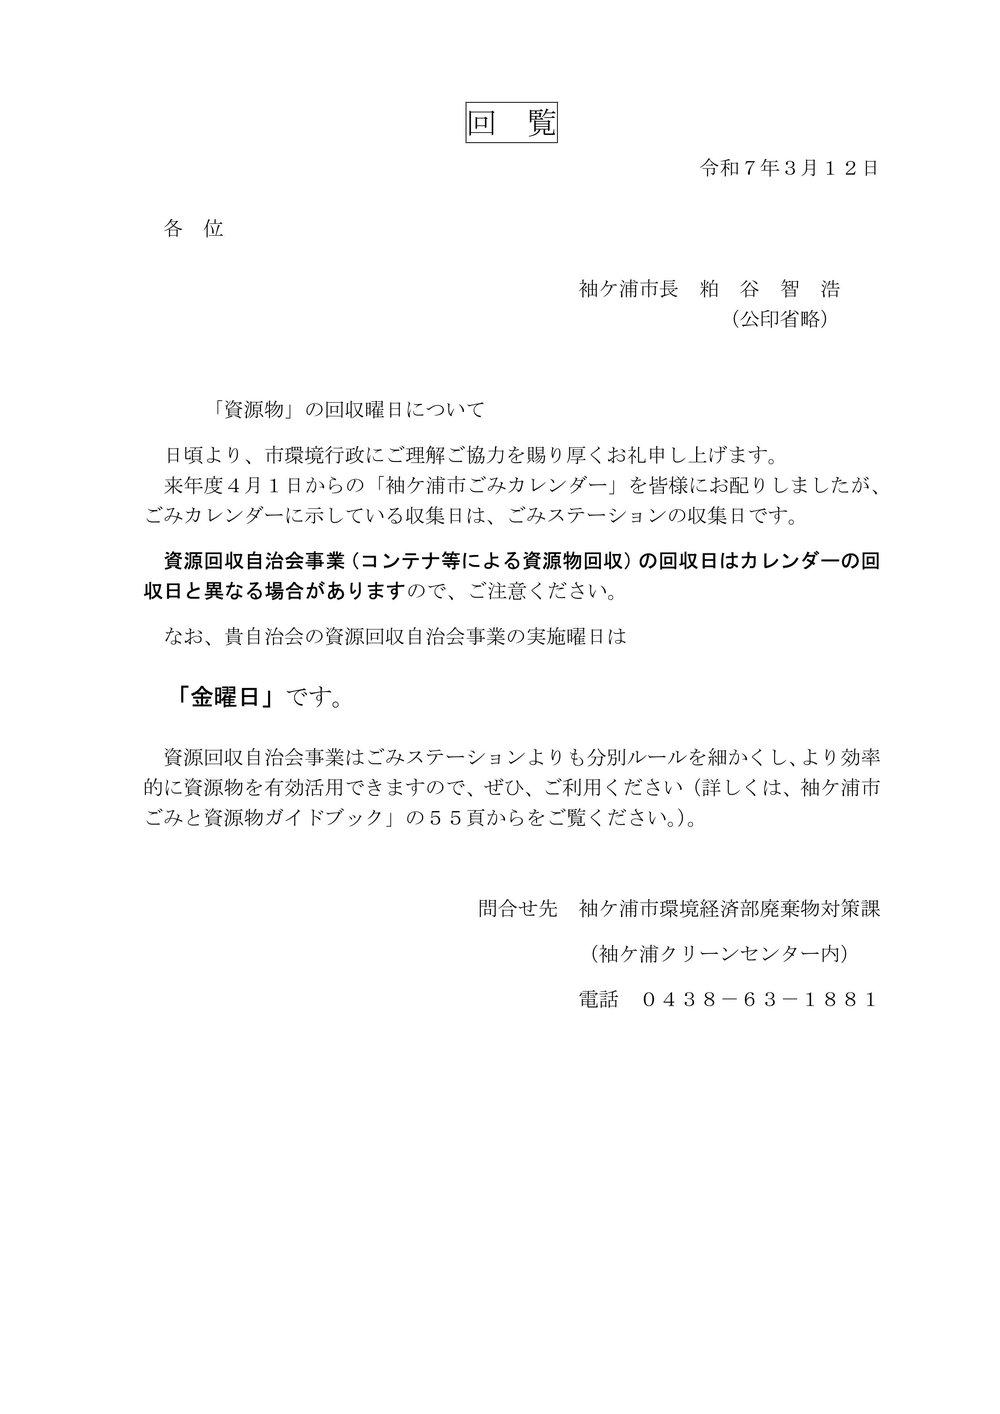 回　覧
令和７年３月１２日
各　位
袖ケ浦市長　粕　谷　智　浩
（公印省略）
「資源物」の回収曜日について
日頃より、市環境行政にご理解ご協力を賜り厚くお礼申し上げます。
来年度４月１日からの「袖ケ浦市ごみカレンダー」を皆様にお配りしましたが、
ごみカレンダーに示している収集日は、ごみステーションの収集日です。
資源回収自治会事業（コンテナ等による資源物回収）の回収日はカレンダーの回
収日と異なる場合がありますので、ご注意ください。
なお、貴自治会の資源回収自治会事業の実施曜日は
「金曜日」です。
資源回収自治会事業はごみステーションよりも分別ルールを細かくし、より効率
的に資源物を有効活用できますので、ぜひ、ご利用ください（詳しくは、袖ケ浦市
ごみと資源物ガイドブック」の５５頁からをご覧ください。）。
問合せ先　袖ケ浦市環境経済部廃棄物対策課
（袖ケ浦クリーンセンター内）
電話　０４３８－６３－１８８１